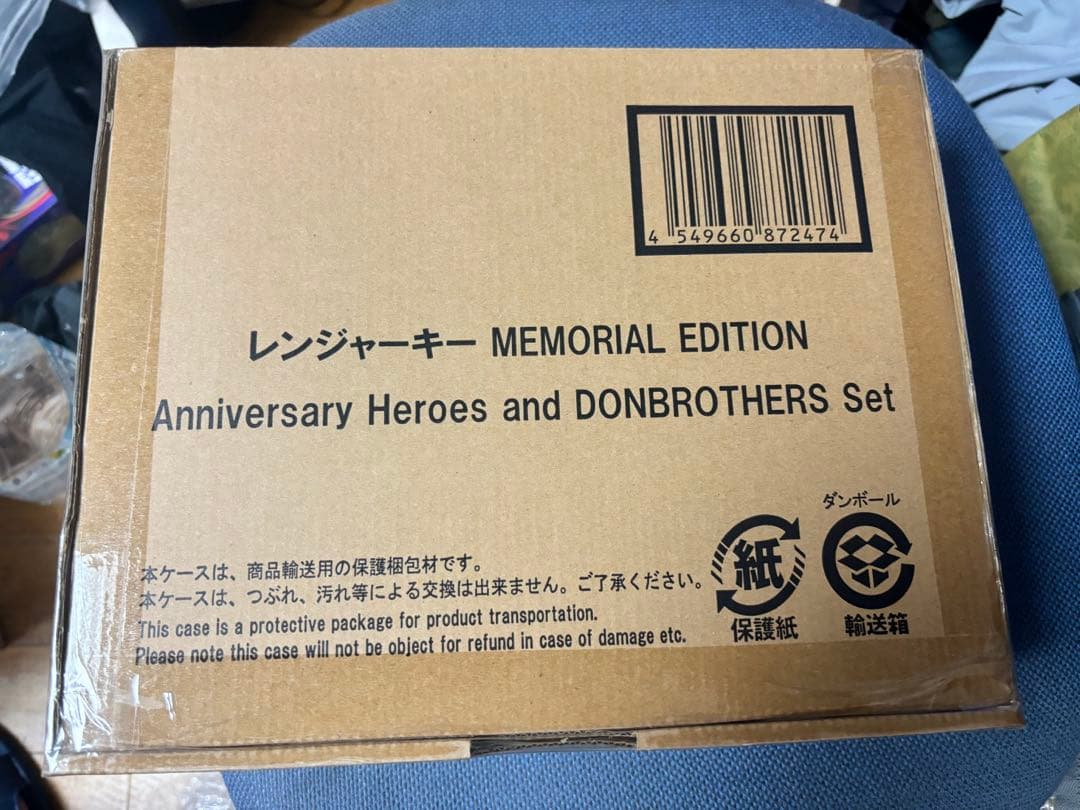 4 549660 872474
レンジャーキー MEMORIAL EDITION
Anniversary Heroes and DONBROTHERS Set
ダンボール
紙
保護紙
輸送箱
本ケースは、商品輸送用の保護梱包材です。
本ケースは、つぶれ、汚れ等による交換は出来ません。ご了承ください。
This case is a protective package for product transportation.
Please note this case will not be object for refund in case of damage etc.